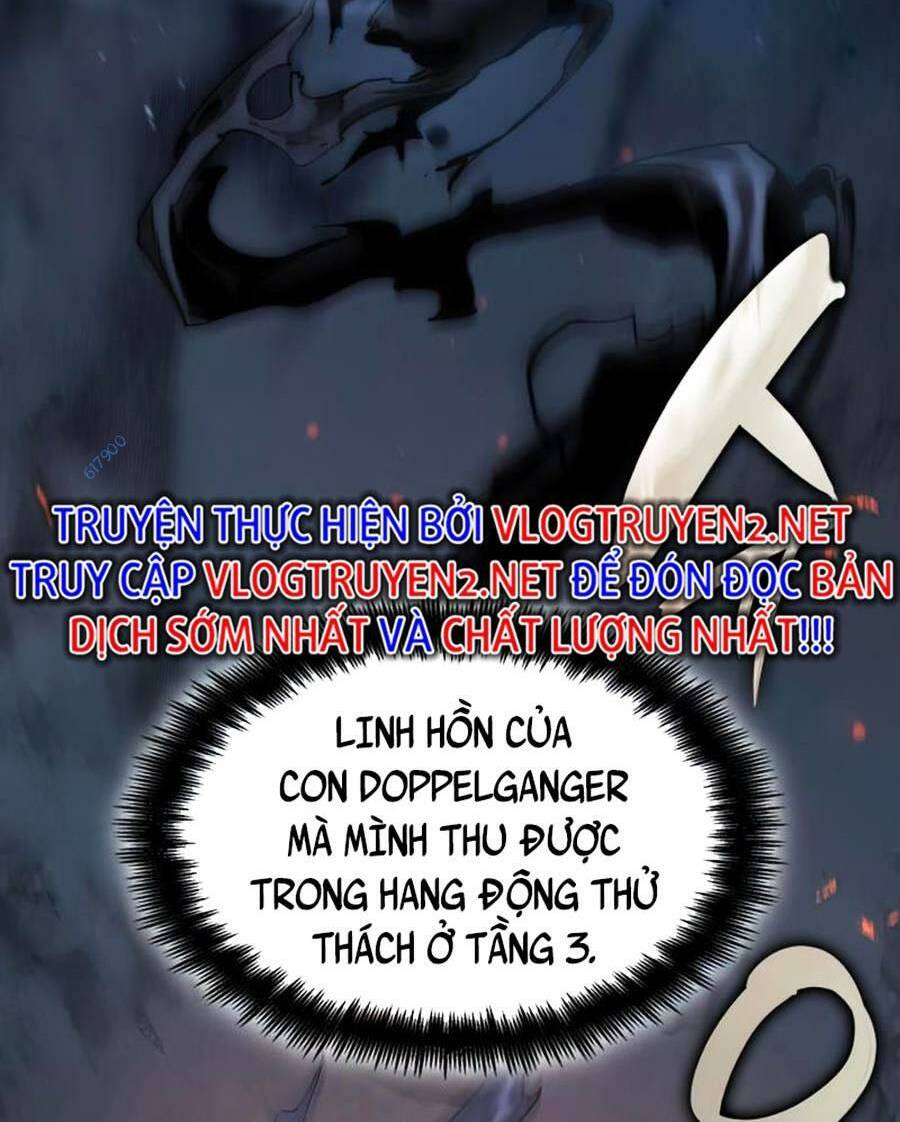 617900
TRUYỆN THỰC HIỆN BỞI VLOGTRUYEN2.NET
TRUY CẬP VLOGTRUYEN2.NET ĐỂ ĐÓN ĐỌC BẢN
DỊCH SỚM NHẤT VÀ CHẤT LƯỢNG NHẤT!!!
LINH HỒN CỦA
CON DOPPELGANGER
MÀ MÌNH THU ĐƯỢC
TRONG HANG ĐỘNG THỬ
THÁCH Ở TẦNG 3.